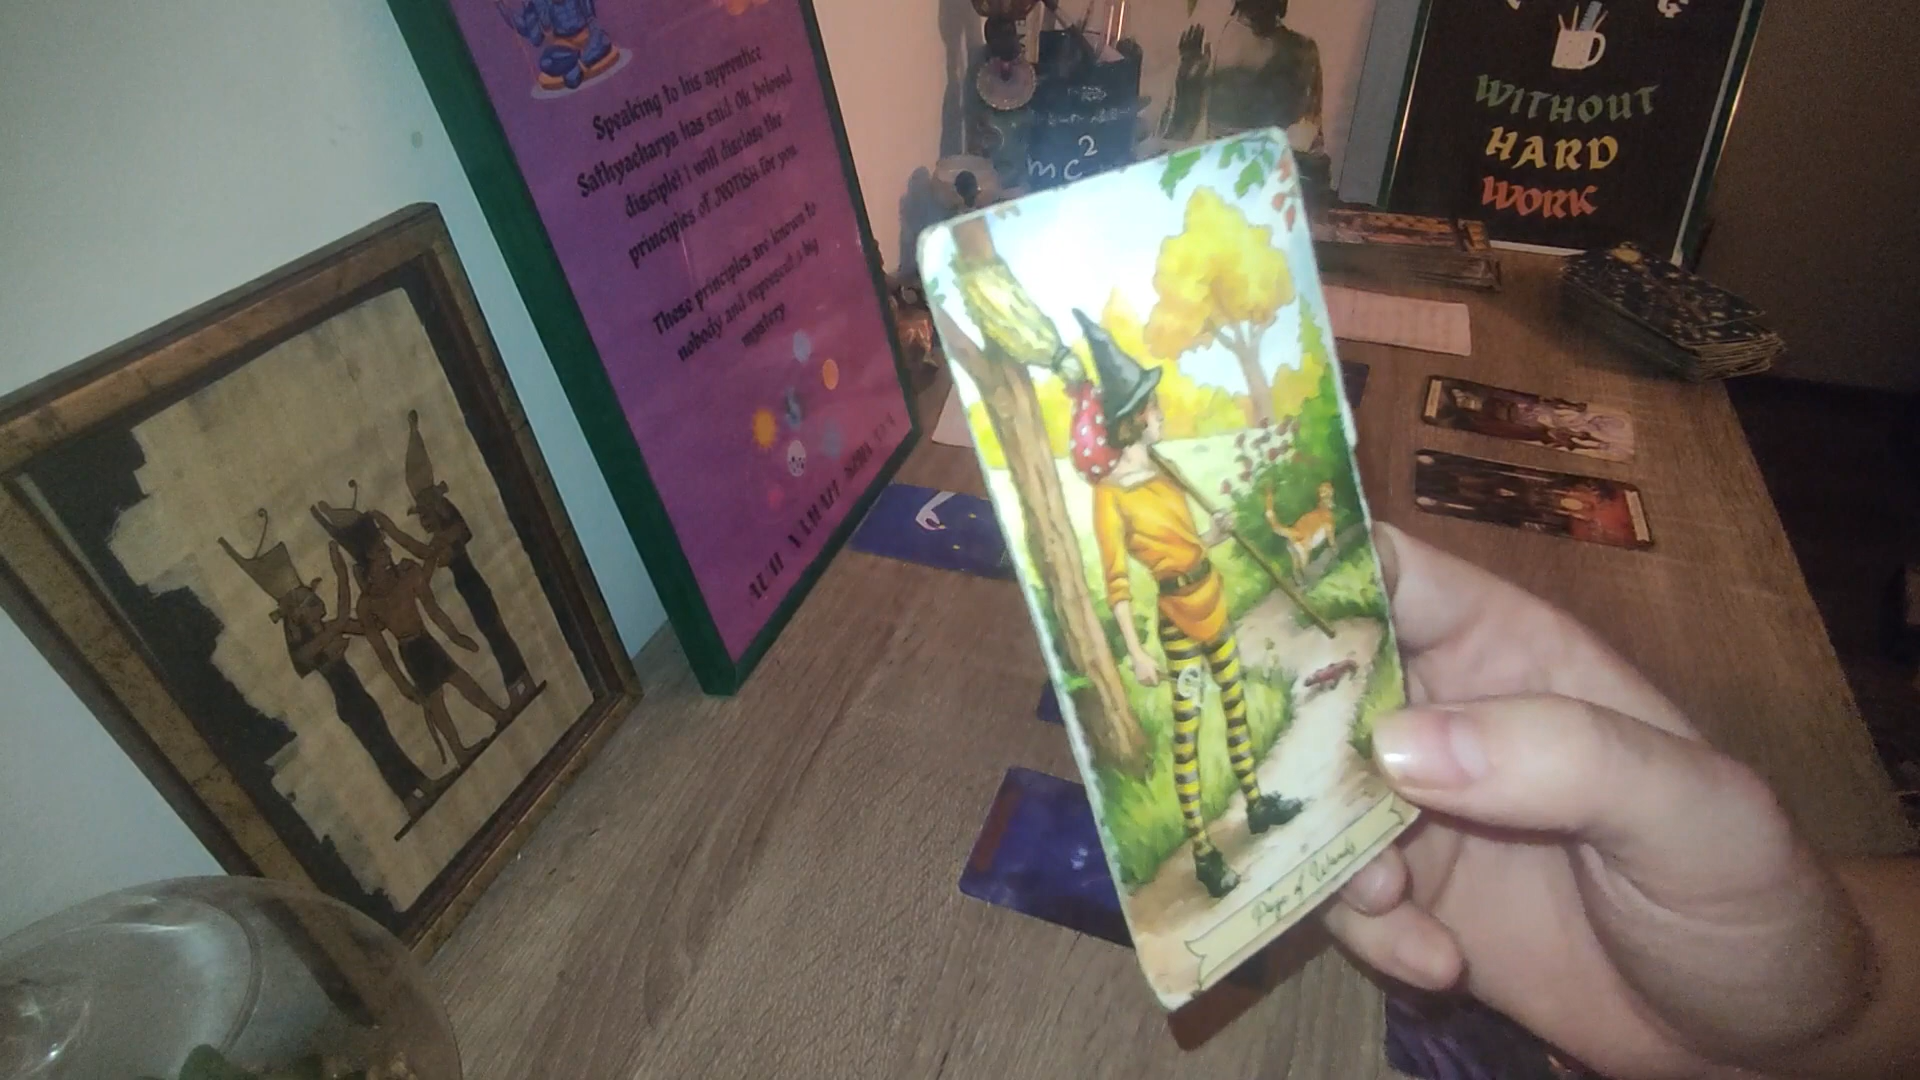 Speaking to his apprentice
Sathyacharya has said: Oh, beloved
disciple! I will disclose the
principles of JYOTISH for you.
These principles are known to
nobody and represent a big
mystery
mc²
WITHOUT
HARD
WORK
Page of Wands